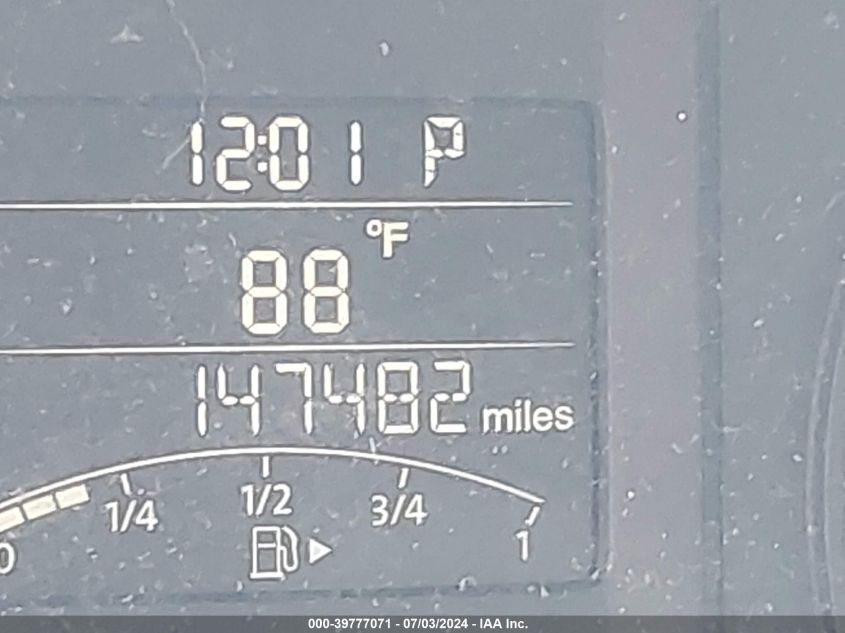 12:01 P
88 °F
147482 miles
0 1/4 1/2 3/4 1
000-39777071 - 07/03/2024 - IAA Inc.